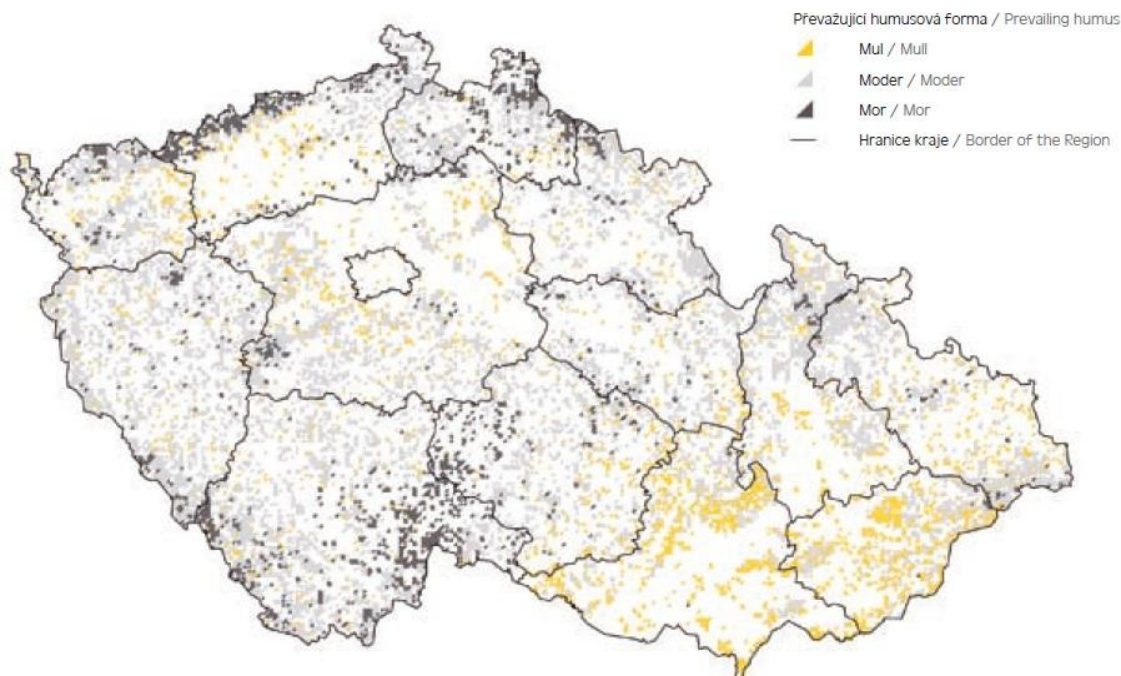 Převažující humusová forma / Prevailing humus
Mul / Mull
Moder / Moder
Mor / Mor
Hranice kraje / Border of the Region